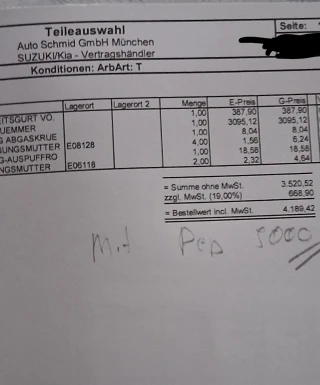 Teileauswahl
Seite:
Auto Schmid GmbH München
SUZUKI/Kia - Vertragshändler
Konditionen: ArbArt: T
Lagerort Lagerort 2 Menge E-Preis G-Preis
EITSGURT VO. 1,00 387,90 387,90
UEMMER 1,00 3095,12 3095,12
G ABGASKRUE 1,00 8,04 8,04
UNGSMUTTER E08128 4,00 1,56 6,24
G-AUSPUFFRO 1,00 18,58 18,58
NGSMUTTER E06118 2,00 2,32 4,64
= Summe ohne MwSt. 3.520,52
zzgl. MwSt. (19,00%) 668,90
= Bestellwert incl. MwSt. 4.189,42
Mit 5000